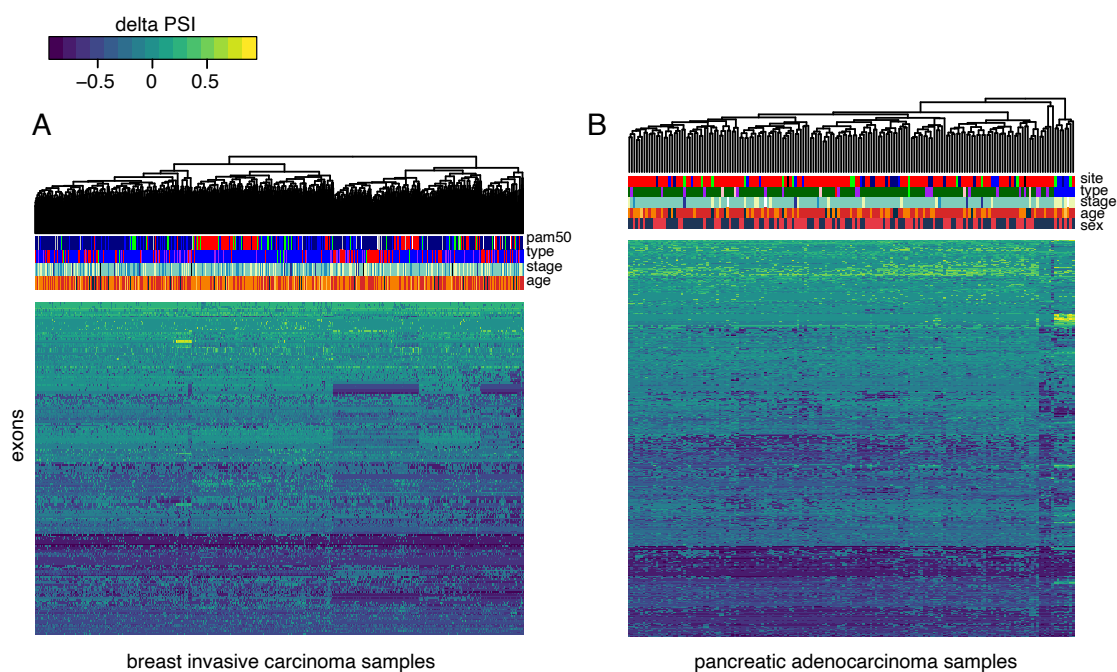 delta PSI
−0.5 0 0.5
A
pam50
type
stage
age
exons
breast invasive carcinoma samples
B
site
type
stage
age
sex
pancreatic adenocarcinoma samples